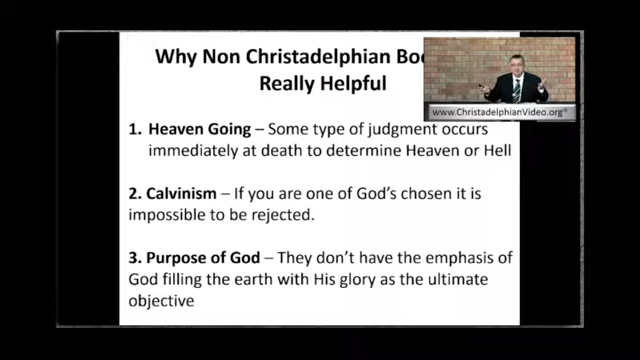 Why Non Christadelphian
Really Helpful
www.ChristadelphianVideo.org
1. Heaven Going – Some type of judgment occurs
immediately at death to determine Heaven or Hell
2. Calvinism – If you are one of God's chosen it is
impossible to be rejected.
3. Purpose of God – They don't have the emphasis of
God filling the earth with His glory as the ultimate
objective